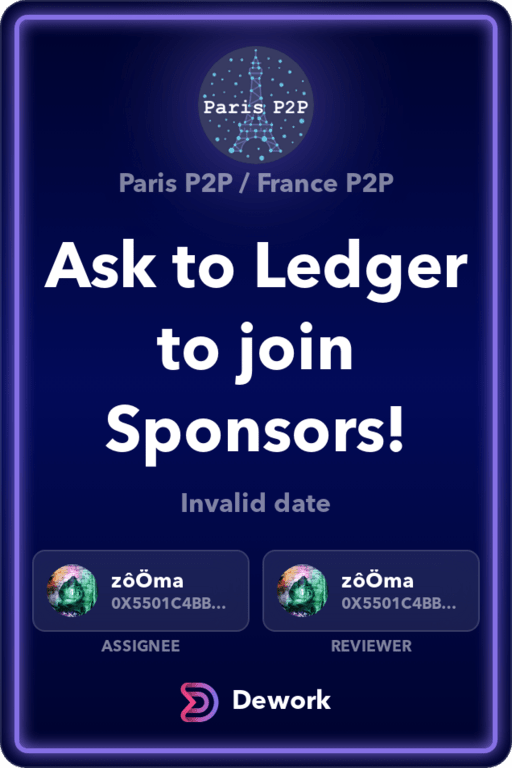 Paris P2P
Paris P2P / France P2P
Ask to Ledger
to join
Sponsors!
Invalid date
zôÖma
0X5501C4BB...
zôÖma
0X5501C4BB...
ASSIGNEE
REVIEWER
Dework